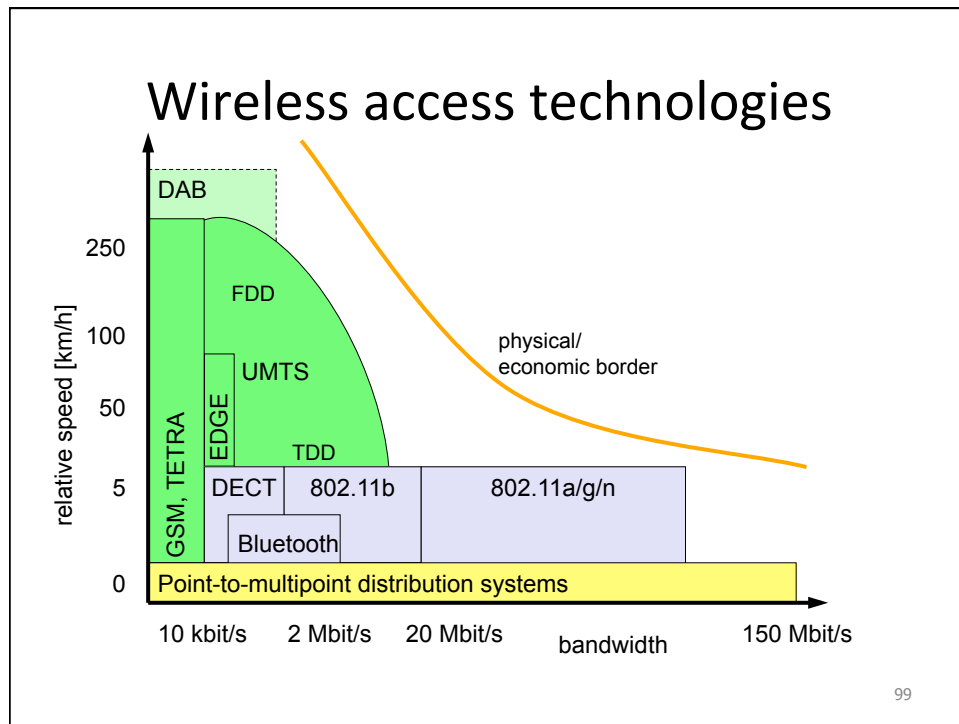 Wireless access technologies
DAB
250
FDD
relative speed [km/h]
100
physical/
economic border
UMTS
50
EDGE
GSM, TETRA
TDD
5
DECT
802.11b
802.11a/g/n
Bluetooth
0
Point-to-multipoint distribution systems
10 kbit/s
2 Mbit/s
20 Mbit/s
bandwidth
150 Mbit/s
99